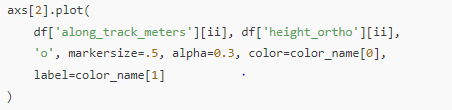 axs[2].plot(
    df['along_track_meters'][ii], df['height_ortho'][ii],
    'o', markersize=.5, alpha=0.3, color=color_name[0],
    label=color_name[1]
)